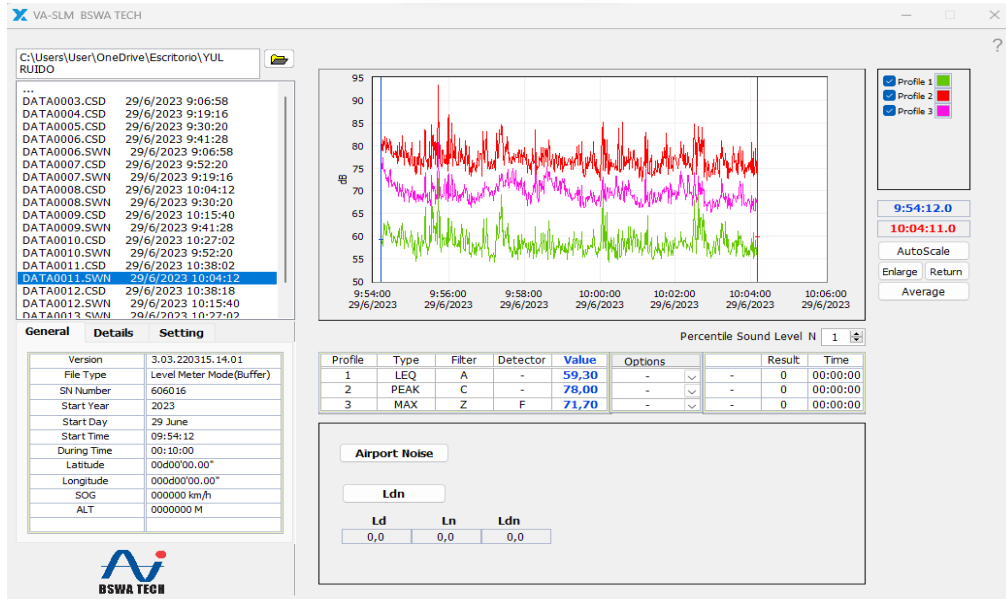 VA-SLM BSWA TECH
?
C:\Users\User\OneDrive\Escritorio\YUL
RUIDO
...
DATA0003.CSD 29/6/2023 9:06:58
DATA0004.CSD 29/6/2023 9:19:16
DATA0005.CSD 29/6/2023 9:30:20
DATA0006.CSD 29/6/2023 9:41:28
DATA0006.SWN 29/6/2023 9:06:58
DATA0007.CSD 29/6/2023 9:52:20
DATA0007.SWN 29/6/2023 9:19:16
DATA0008.CSD 29/6/2023 10:04:12
DATA0008.SWN 29/6/2023 9:30:20
DATA0009.CSD 29/6/2023 10:15:40
DATA0009.SWN 29/6/2023 9:41:28
DATA0010.CSD 29/6/2023 10:27:02
DATA0010.SWN 29/6/2023 9:52:20
DATA0011.CSD 29/6/2023 10:38:02
DATA0011.SWN 29/6/2023 10:04:12
DATA0012.CSD 29/6/2023 10:38:18
DATA0012.SWN 29/6/2023 10:15:40
DATA0013.SWN 29/6/2023 10:27:02
General Details Setting
Version 3.03.220315.14.01
File Type Level Meter Mode(Buffer)
SN Number 606016
Start Year 2023
Start Day 29 June
Start Time 09:54:12
During Time 00:10:00
Latitude 00d00'00.00"
Longitude 000d00'00.00"
SOG 000000 km/h
ALT 0000000 M
BSWA TECH
95
90
85
80
75
70
65
60
55
50
dB
9:54:00 9:56:00 9:58:00 10:00:00 10:02:00 10:04:00 10:06:00
29/6/2023 29/6/2023 29/6/2023 29/6/2023 29/6/2023 29/6/2023 29/6/2023
Profile 1
Profile 2
Profile 3
9:54:12.0
10:04:11.0
AutoScale
Enlarge Return
Average
Percentile Sound Level N 1
Profile Type Filter Detector Value Options Result Time
1 LEQ A - 59,30 - - 0 00:00:00
2 PEAK C - 78,00 - - 0 00:00:00
3 MAX Z F 71,70 - - 0 00:00:00
Airport Noise
Ldn
Ld Ln Ldn
0,0 0,0 0,0